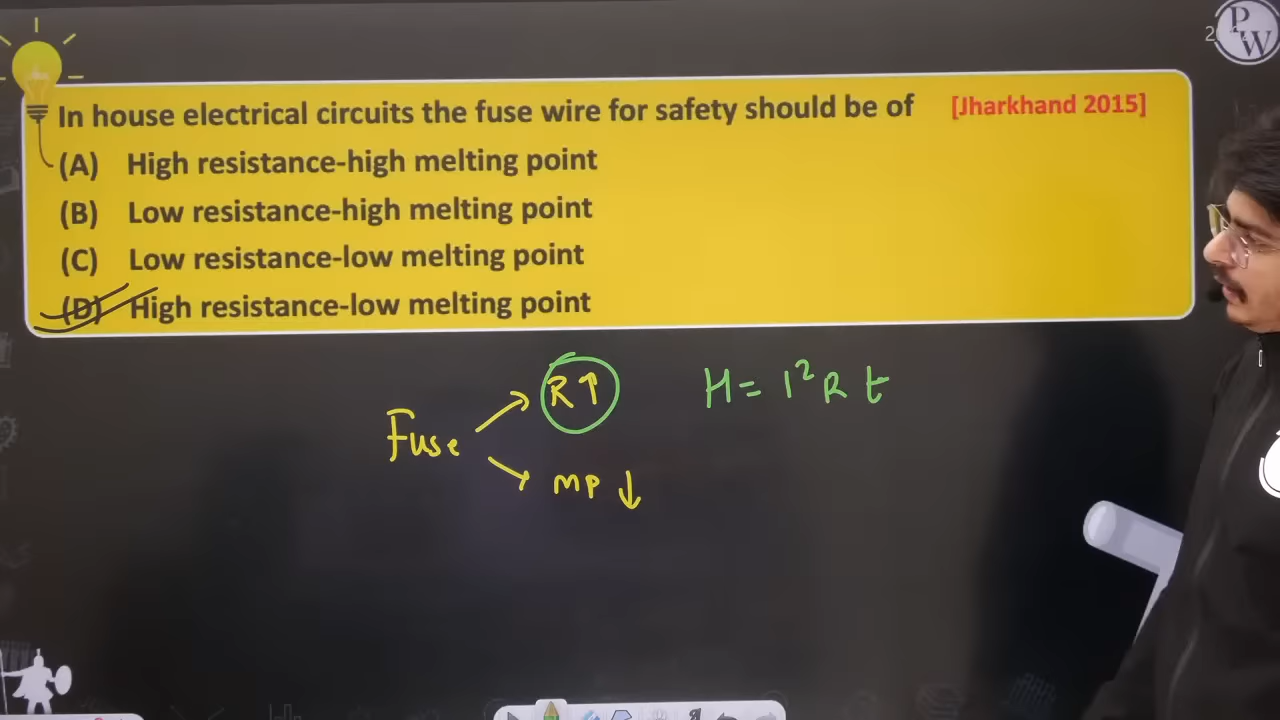 In house electrical circuits the fuse wire for safety should be of [Jharkhand 2015]
(A) High resistance-high melting point
(B) Low resistance-high melting point
(C) Low resistance-low melting point
(D) High resistance-low melting point
Fuse
R↑
MP ↓
H = I²Rt
PW